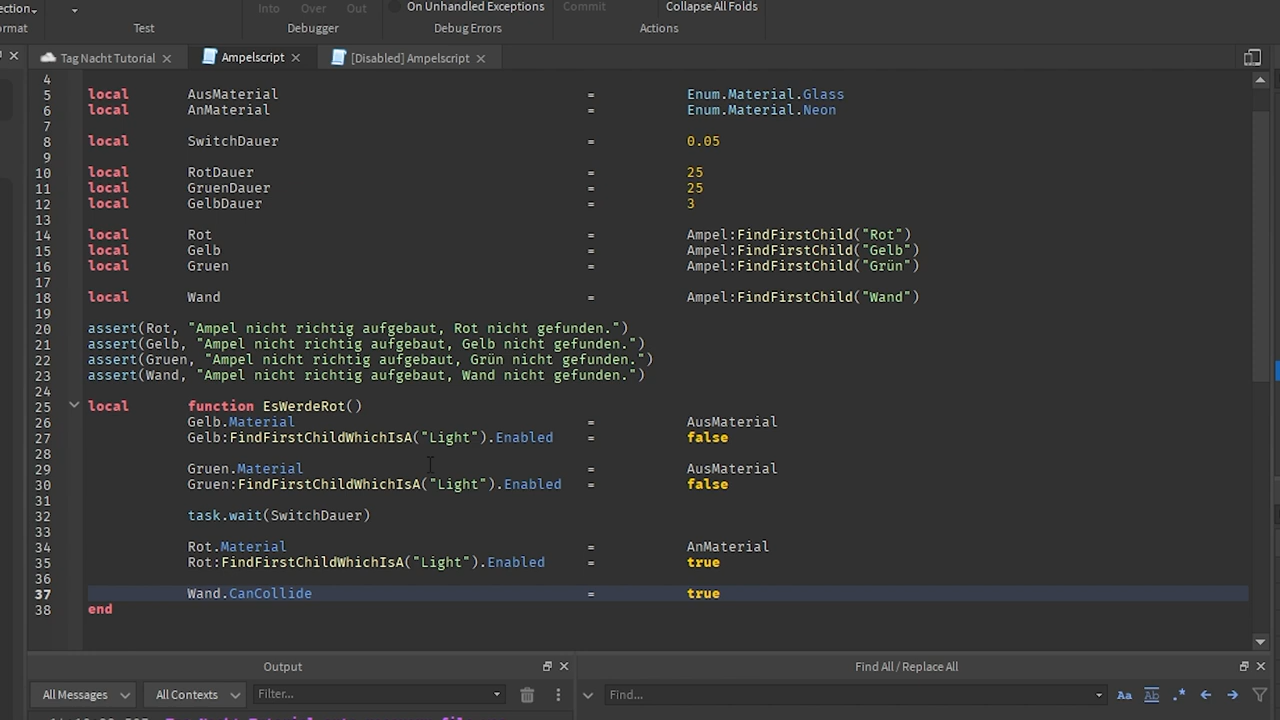 ection Into Over Out On Unhandled Exceptions Commit Collapse All Folds
ormat Test Debugger Debug Errors Actions
Tag Nacht Tutorial Ampelscript [Disabled] Ampelscript
4
5 local AusMaterial = Enum.Material.Glass
6 local AnMaterial = Enum.Material.Neon
7
8 local SwitchDauer = 0.05
9
10 local RotDauer = 25
11 local GruenDauer = 25
12 local GelbDauer = 3
13
14 local Rot = Ampel:FindFirstChild("Rot")
15 local Gelb = Ampel:FindFirstChild("Gelb")
16 local Gruen = Ampel:FindFirstChild("Grün")
17
18 local Wand = Ampel:FindFirstChild("Wand")
19
20 assert(Rot, "Ampel nicht richtig aufgebaut, Rot nicht gefunden.")
21 assert(Gelb, "Ampel nicht richtig aufgebaut, Gelb nicht gefunden.")
22 assert(Gruen, "Ampel nicht richtig aufgebaut, Grün nicht gefunden.")
23 assert(Wand, "Ampel nicht richtig aufgebaut, Wand nicht gefunden.")
24
25 local function EsWerdeRot()
26 Gelb.Material = AusMaterial
27 Gelb:FindFirstChildWhichIsA("Light").Enabled = false
28
29 Gruen.Material = AusMaterial
30 Gruen:FindFirstChildWhichIsA("Light").Enabled = false
31
32 task.wait(SwitchDauer)
33
34 Rot.Material = AnMaterial
35 Rot:FindFirstChildWhichIsA("Light").Enabled = true
36
37 Wand.CanCollide = true
38 end
Output Find All / Replace All
All Messages All Contexts Filter... Find... Aa Ab .*